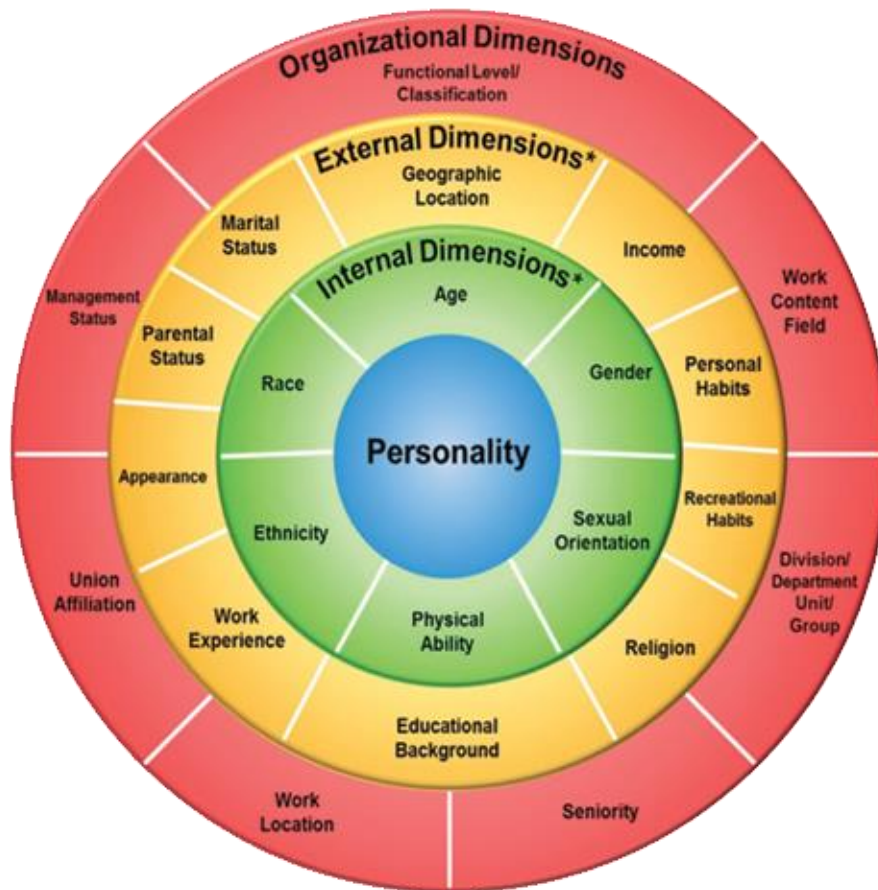 Organizational Dimensions
Functional Level/
Classification
Work
Content
Field
Division/
Department
Unit/
Group
Seniority
Work
Location
Union
Affiliation
Management
Status
External Dimensions*
Geographic
Location
Income
Personal
Habits
Recreational
Habits
Religion
Educational
Background
Work
Experience
Appearance
Parental
Status
Marital
Status
Internal Dimensions*
Age
Gender
Sexual
Orientation
Physical
Ability
Ethnicity
Race
Personality